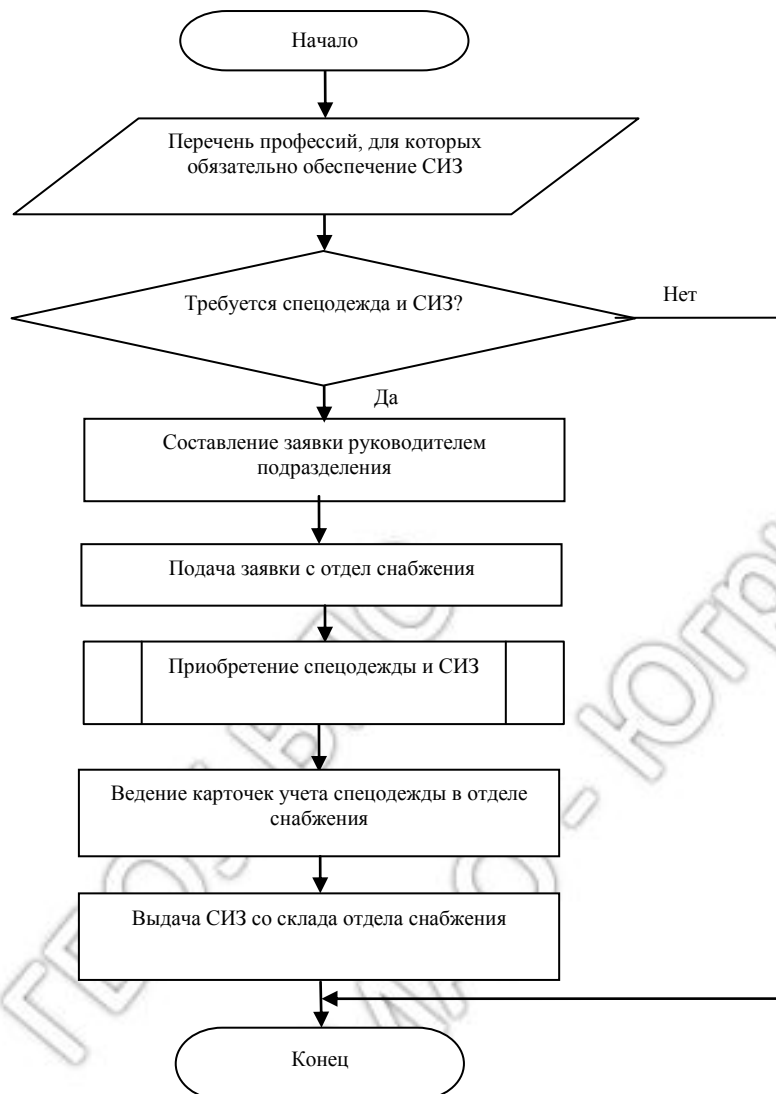 Начало
Перечень профессий, для которых
обязательно обеспечение СИЗ
Требуется спецодежда и СИЗ?
Нет
Да
Составление заявки руководителем
подразделения
Подача заявки с отдел снабжения
Приобретение спецодежды и СИЗ
Ведение карточек учета спецодежды в отделе
снабжения
Выдача СИЗ со склада отдела снабжения
Конец